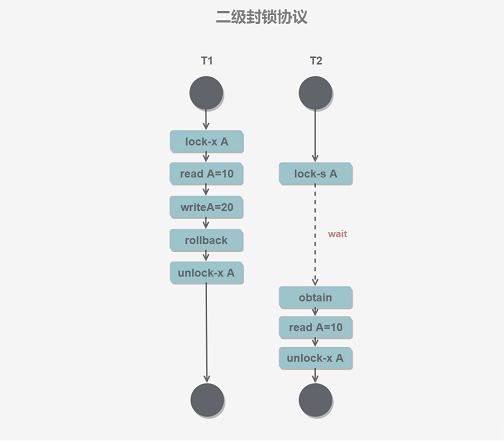 二级封锁协议
T1
T2
lock-x A
read A=10
lock-s A
writeA=20
rollback
wait
unlock-x A
obtain
read A=10
unlock-x A